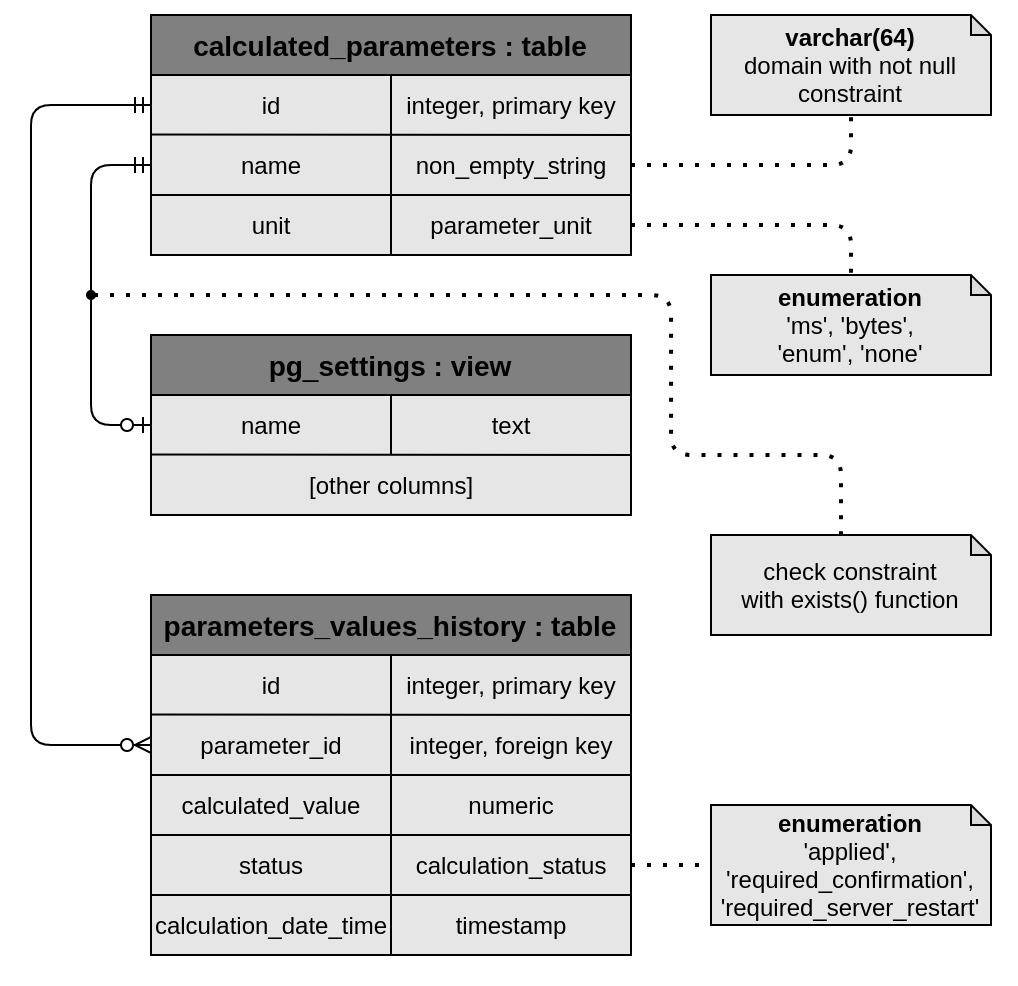 calculated_parameters : table
id
integer, primary key
name
non_empty_string
unit
parameter_unit
varchar(64)
domain with not null
constraint
enumeration
'ms', 'bytes',
'enum', 'none'
pg_settings : view
name
text
[other columns]
check constraint
with exists() function
parameters_values_history : table
id
integer, primary key
parameter_id
integer, foreign key
calculated_value
numeric
status
calculation_status
calculation_date_time
timestamp
enumeration
'applied',
'required_confirmation',
'required_server_restart'